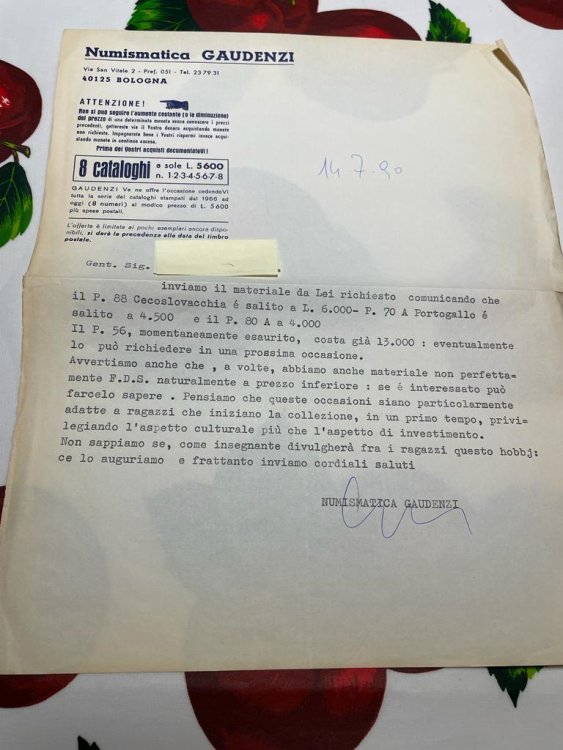 Numismatica GAUDENZI
Via San Vitale 2 - Pref. 051 - Tel. 23 79 31
40125 BOLOGNA
ATTENZIONE!
Non si può seguire l'aumento costante (o la diminuzione)
del prezzo di una determinata moneta senza conoscere i prezzi
precedenti, gettereste via il Vostro denaro acquistando monete
non richieste. Impegnerete bene i Vostri risparmi invece acqui-
stando monete in continua ascesa.
Prima dei Vostri acquisti documentateVi!
8 cataloghi a sole L. 5600
n. 1-2-3-4-5-6-7-8
GAUDENZI Ve ne offre l'occasione cedendoVi
tutta la serie dei cataloghi stampati dal 1966 ad
oggi (8 numeri) al modico prezzo di L. 5600
più spese postali.
L'offerta è limitata ai pochi esemplari ancora dispo-
nibili, si darà la precedenza alla data del timbro
postale.
14 7.90
Gent. Sig.
inviamo il materiale da Lei richiesto comunicando che
il P. 88 Cecoslovacchia é salito a L. 6.000- P. 70 A Portogallo é
salito a 4.500 e il P. 80 A a 4.000
Il P. 56, momentaneamente esaurito, costa già 13.000 : eventualmente
lo può richiedere in una prossima occasione.
Avvertiamo anche che , a volte, abbiamo anche materiale non perfetta=
mente F.D.S. naturalmente a prezzo inferiore : se é interessato può
farcelo sapere . Pensiamo che queste occasioni siano particolarmente
adatte a ragazzi che iniziano la collezione, in un primo tempo, privi=
legiando l'aspetto culturale più che l'aspetto di investimento.
Non sappiamo se, come insegnante divulgherà fra i ragazzi questo hobbj:
ce lo auguriamo e frattanto inviamo cordiali saluti
NUMISMATICA GAUDENZI